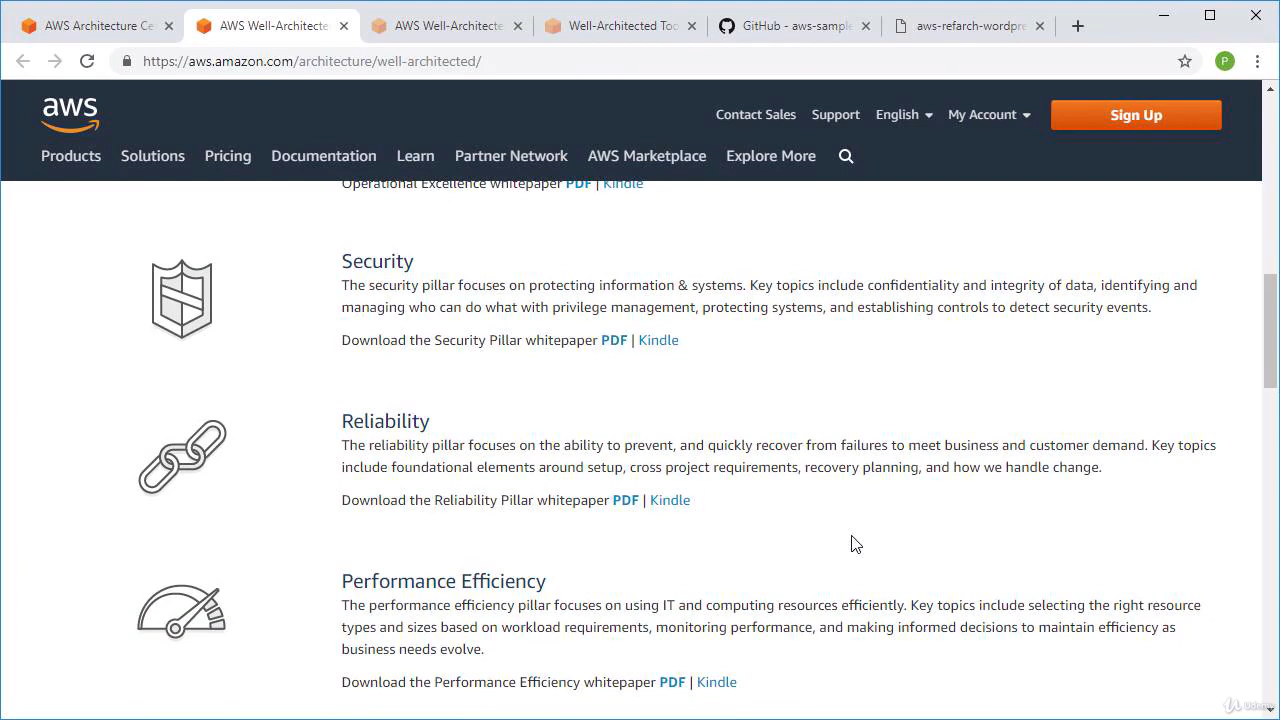 AWS Architecture Ce
AWS Well-Architecte
AWS Well-Architecte
Well-Architected Too
GitHub - aws-sample
aws-refarch-wordpre
https://aws.amazon.com/architecture/well-architected/
P
aws
Contact Sales Support English My Account Sign Up
Products Solutions Pricing Documentation Learn Partner Network AWS Marketplace Explore More
Operational Excellence whitepaper PDF | Kindle
Security
The security pillar focuses on protecting information & systems. Key topics include confidentiality and integrity of data, identifying and
managing who can do what with privilege management, protecting systems, and establishing controls to detect security events.
Download the Security Pillar whitepaper PDF | Kindle
Reliability
The reliability pillar focuses on the ability to prevent, and quickly recover from failures to meet business and customer demand. Key topics
include foundational elements around setup, cross project requirements, recovery planning, and how we handle change.
Download the Reliability Pillar whitepaper PDF | Kindle
Performance Efficiency
The performance efficiency pillar focuses on using IT and computing resources efficiently. Key topics include selecting the right resource
types and sizes based on workload requirements, monitoring performance, and making informed decisions to maintain efficiency as
business needs evolve.
Download the Performance Efficiency whitepaper PDF | Kindle
Udemy